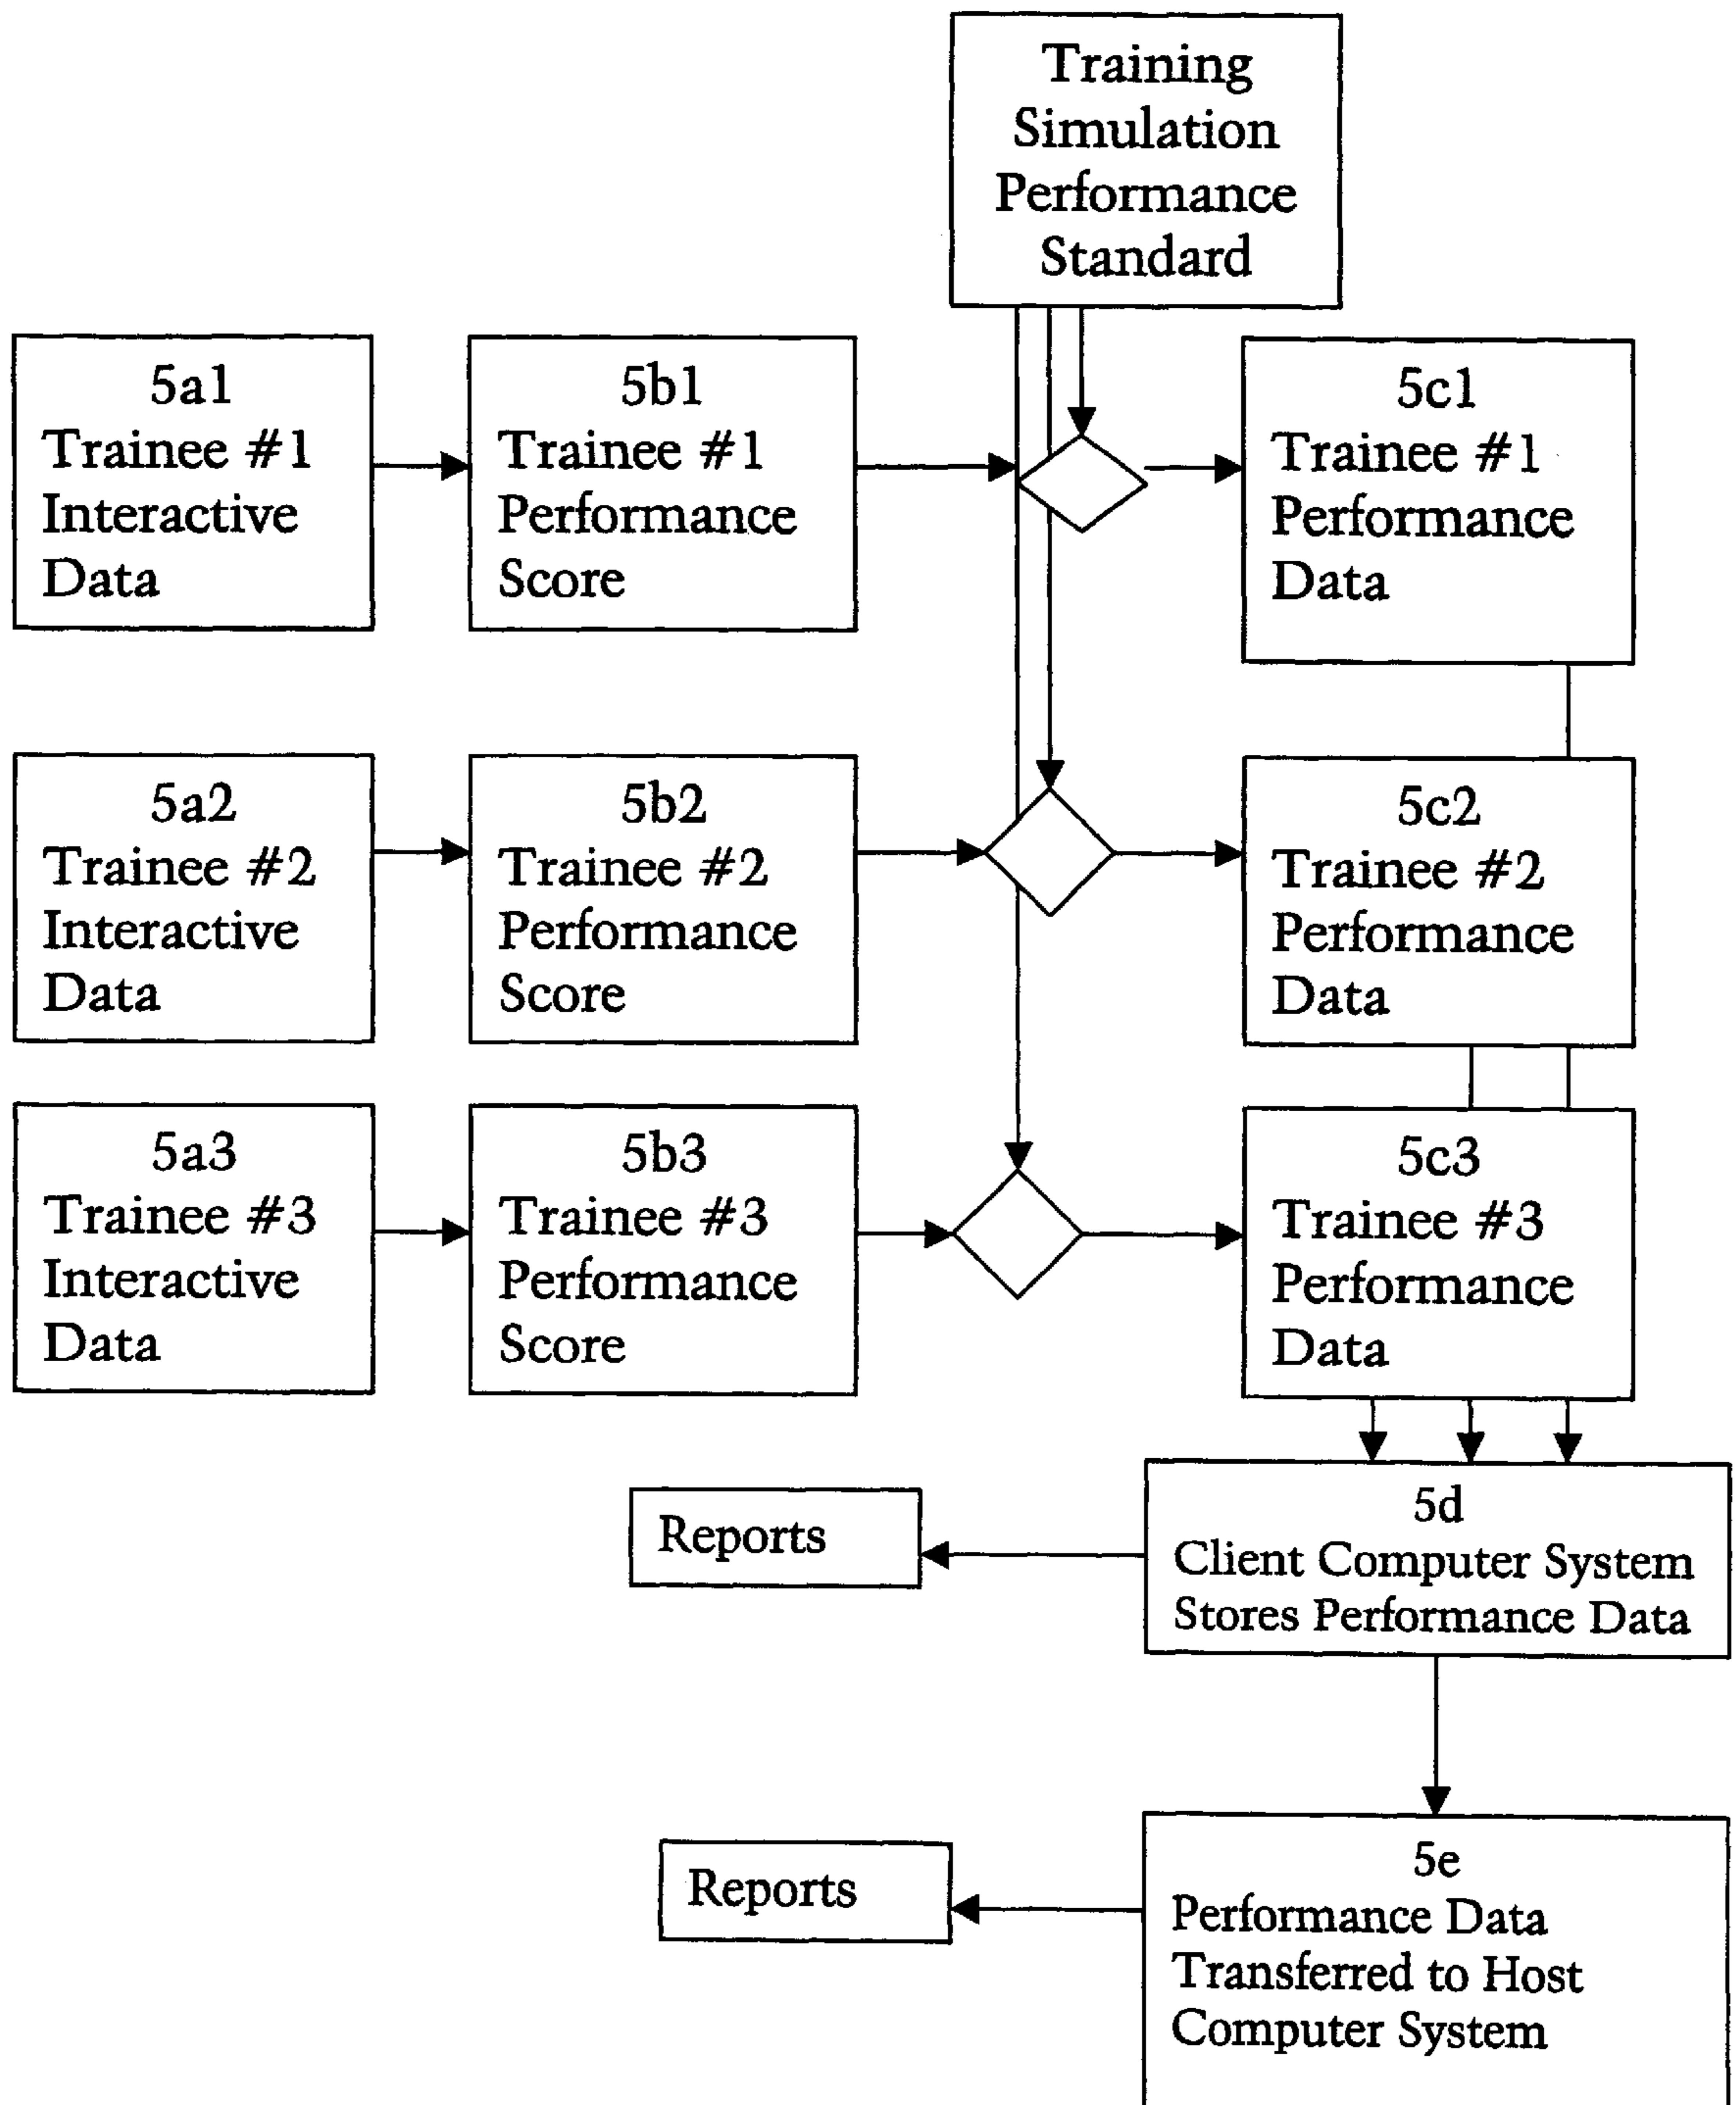 Training
Simulation
Performance
Standard
5a1
Trainee #1
Interactive
Data
5b1
Trainee #1
Performance
Score
5c1
Trainee #1
Performance
Data
5a2
Trainee #2
Interactive
Data
5b2
Trainee #2
Performance
Score
5c2
Trainee #2
Performance
Data
5a3
Trainee #3
Interactive
Data
5b3
Trainee #3
Performance
Score
5c3
Trainee #3
Performance
Data
Reports
5d
Client Computer System
Stores Performance Data
Reports
5e
Performance Data
Transferred to Host
Computer System